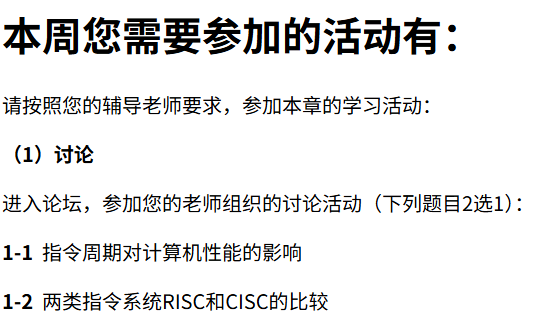 本周您需要参加的活动有：
请按照您的辅导老师要求，参加本章的学习活动：
（1）讨论
进入论坛，参加您的老师组织的讨论活动（下列题目2选1）：
1-1 指令周期对计算机性能的影响
1-2 两类指令系统RISC和CISC的比较